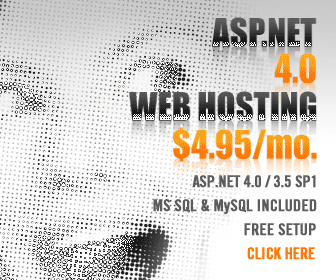 ASP.NET
4.0
WEB HOSTING
$4.95/mo.
ASP.NET 4.0 / 3.5 SP1
MS SQL & MySQL INCLUDED
FREE SETUP
CLICK HERE